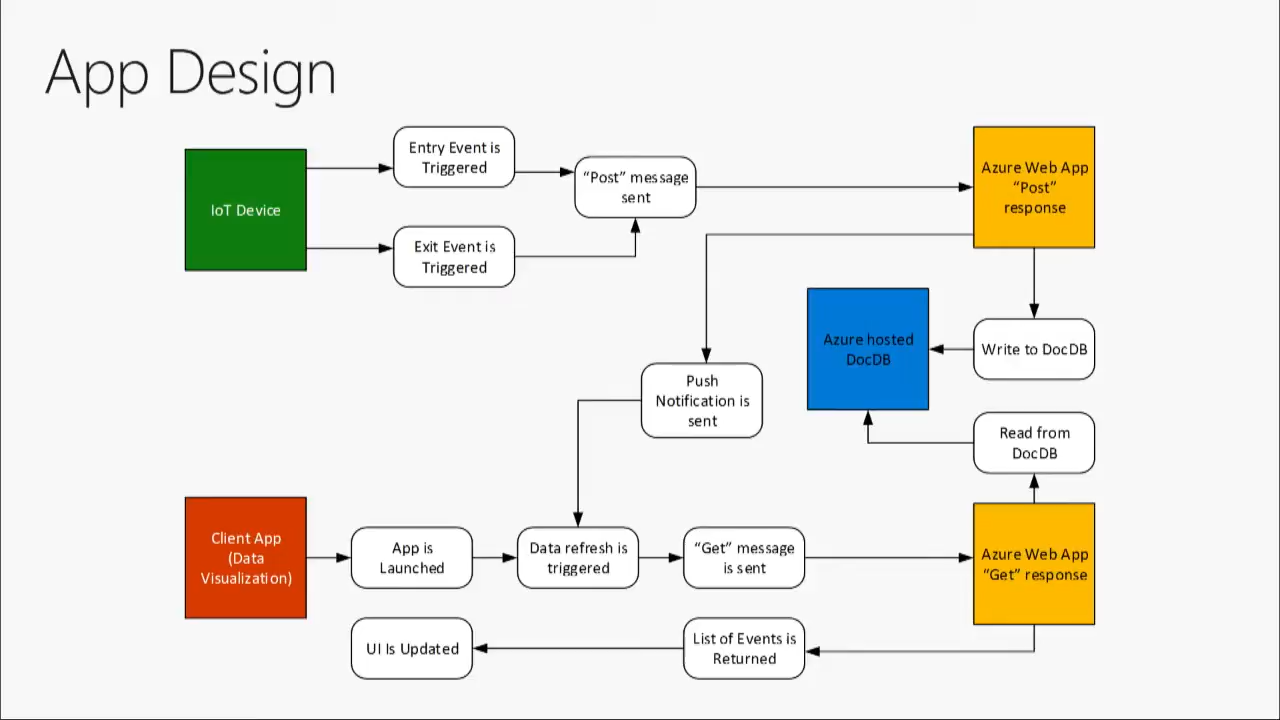 App Design
Entry Event is
Triggered
IoT Device
Exit Event is
Triggered
“Post” message
sent
Azure Web App
“Post”
response
Azure hosted
DocDB
Write to DocDB
Push
Notification is
sent
Read from
DocDB
Client App
(Data
Visualization)
App is
Launched
Data refresh is
triggered
“Get” message
is sent
Azure Web App
“Get” response
UI Is Updated
List of Events is
Returned